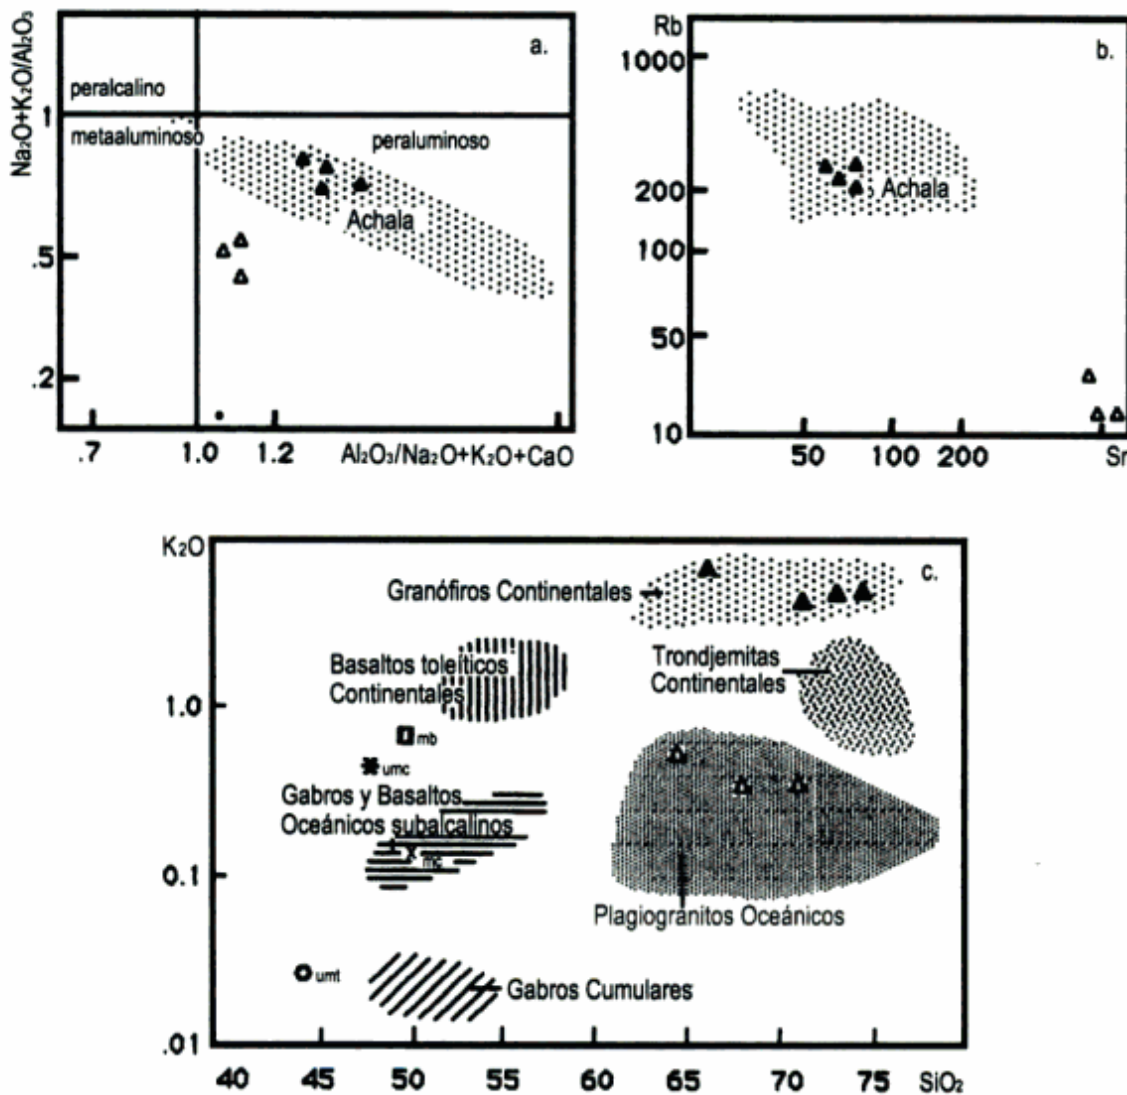 a.
Na₂O+K₂O/Al₂O₃
peralcalino
1
metaaluminoso
peraluminoso
Achala
.5
.2
.7 1.0 1.2 Al₂O₃/Na₂O+K₂O+CaO
Rb
b.
1000
200
Achala
100
50
10
50 100 200 Sr
K₂O
c.
Granófiros Continentales
Basaltos toleíticos
Continentales
Trondjemitas
Continentales
1.0
mb
umc
Gabros y Basaltos
Oceánicos subalcalinos
mc
0.1
Plagiogranitos Oceánicos
umt
Gabros Cumulares
.01
40 45 50 55 60 65 70 75 SiO₂